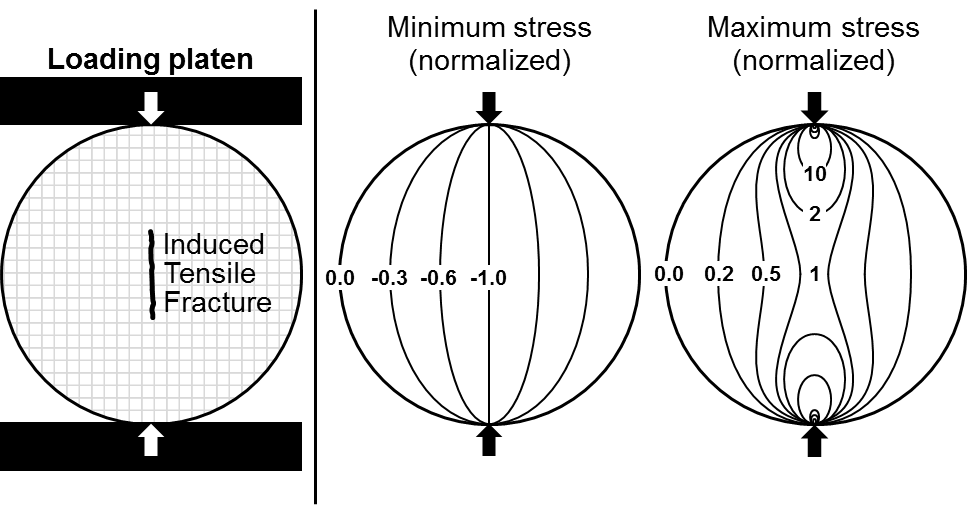 Loading platen
Induced
Tensile
Fracture
Minimum stress
(normalized)
0.0 -0.3 -0.6 -1.0
Maximum stress
(normalized)
10
2
0.0 0.2 0.5 1